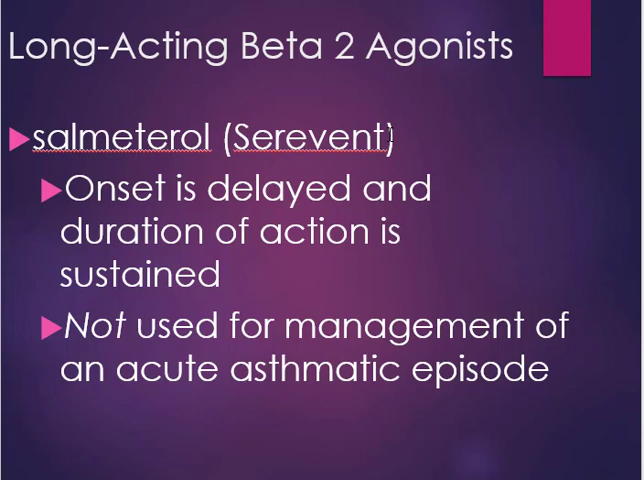 Long-Acting Beta 2 Agonists
salmeterol (Serevent)
Onset is delayed and
duration of action is
sustained
Not used for management of
an acute asthmatic episode